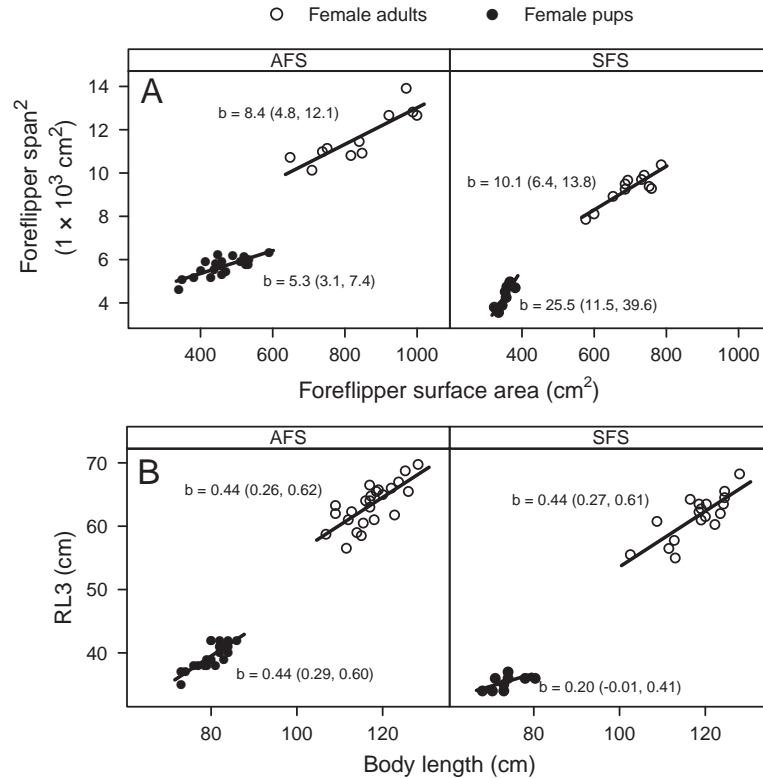 Female adults Female pups
AFS SFS
A
Foreflipper span²
(1 × 10³ cm²)
14
12
10
8
6
4
b = 8.4 (4.8, 12.1)
b = 5.3 (3.1, 7.4)
b = 10.1 (6.4, 13.8)
b = 25.5 (11.5, 39.6)
400 600 800 1000 400 600 800 1000
Foreflipper surface area (cm²)
AFS SFS
B
RL3 (cm)
70
60
50
40
b = 0.44 (0.26, 0.62)
b = 0.44 (0.29, 0.60)
b = 0.44 (0.27, 0.61)
b = 0.20 (-0.01, 0.41)
80 100 120 80 100 120
Body length (cm)